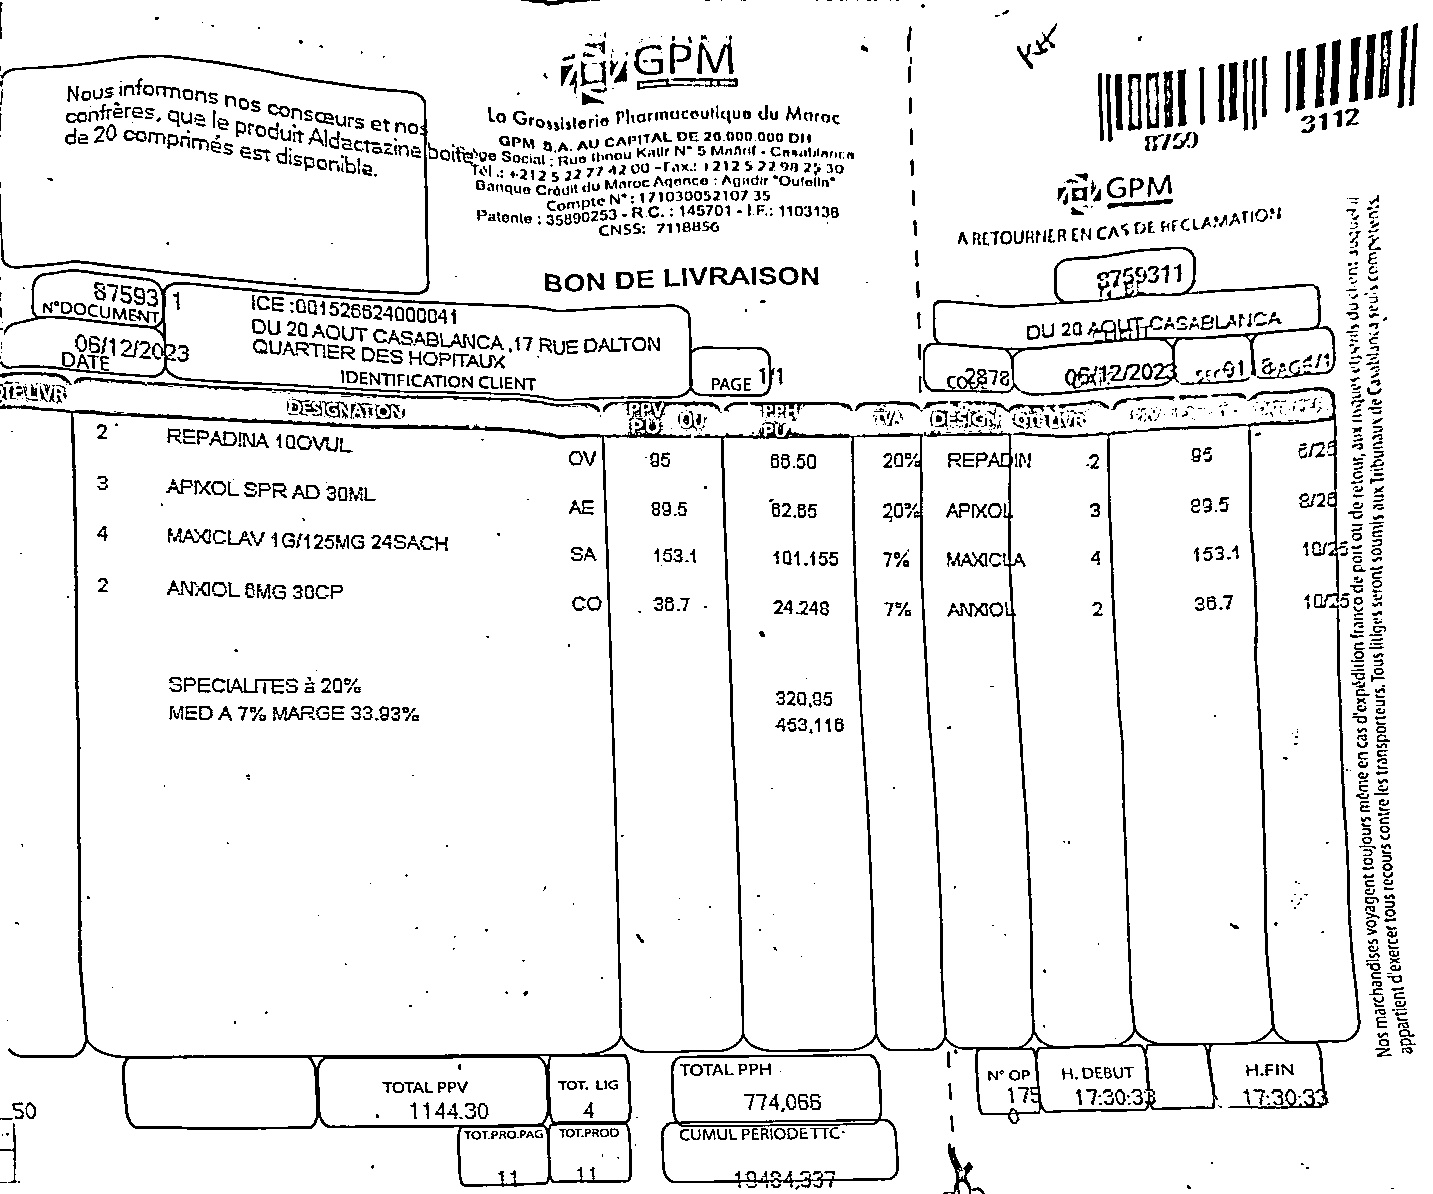 Nous informons nos consœurs et nos
confrères, que le produit Aldactazine boite
de 20 comprimés est disponible.
GPM
La Grossisterie Pharmaceutique du Maroc
GPM S.A. AU CAPITAL DE 20.000.000 DH
Social : Rue Ibnou Katir N° 5 Maârif - Casablanca
Tél .: +212 5 22 77 42 00 - Fax.: +212 5 22 98 25 30
Banque Crédit du Maroc Agence : Agadir "Outelin"
Compte N° : 171030052107 35
Patente : 35890253 - R.C. : 145701 - I.F.: 1103138
CNSS: 7118856
BON DE LIVRAISON
87593 11
N°DOCUMENT
06/12/2023
DATE
ICE :001526624000041
DU 20 AOUT CASABLANCA ,17 RUE DALTON
QUARTIER DES HOPITAUX
IDENTIFICATION CLIENT
PAGE 1/1
8759 3112
GPM
A RETOURNER EN CAS DE RECLAMATION
8759311
DU 20 AOUT CASABLANCA
2878 06/12/2023 91 1/1
QTE LIVR DESIGNATION PPV PU OU PPH PU TVA DESIGN QTE LIVR
2 REPADINA 10OVUL OV 95 66.50 20% REPADIN 2 95 6/25
3 APIXOL SPR AD 30ML AE 89.5 62.65 20% APIXOL 3 89.5 8/26
4 MAXICLAV 1G/125MG 24SACH SA 153.1 101.155 7% MAXICLA 4 153.1 10/25
2 ANXIOL 6MG 30CP CO 36.7 24.248 7% ANXIOL 2 36.7 10/25
SPECIALITES à 20% 320,95
MED A 7% MARGE 33.93% 453,116
Nos marchandises voyagent toujours même en cas d'expédition franco de port ou de retour, aux risques et périls du client auquel il
appartient d'exercer tous recours contre les transporteurs. Tous litiges seront soumis aux Tribunaux de Casablanca seuls compétents.
50
TOTAL PPV
1144.30
TOT. LIG
4
TOTAL PPH
774,066
TOT.PRO.PAG
11
TOT.PROD
11
CUMUL PERIODE TTC
19484,337
N° OP
175
0
H. DEBUT
17:30:33
H.FIN
17:30:33